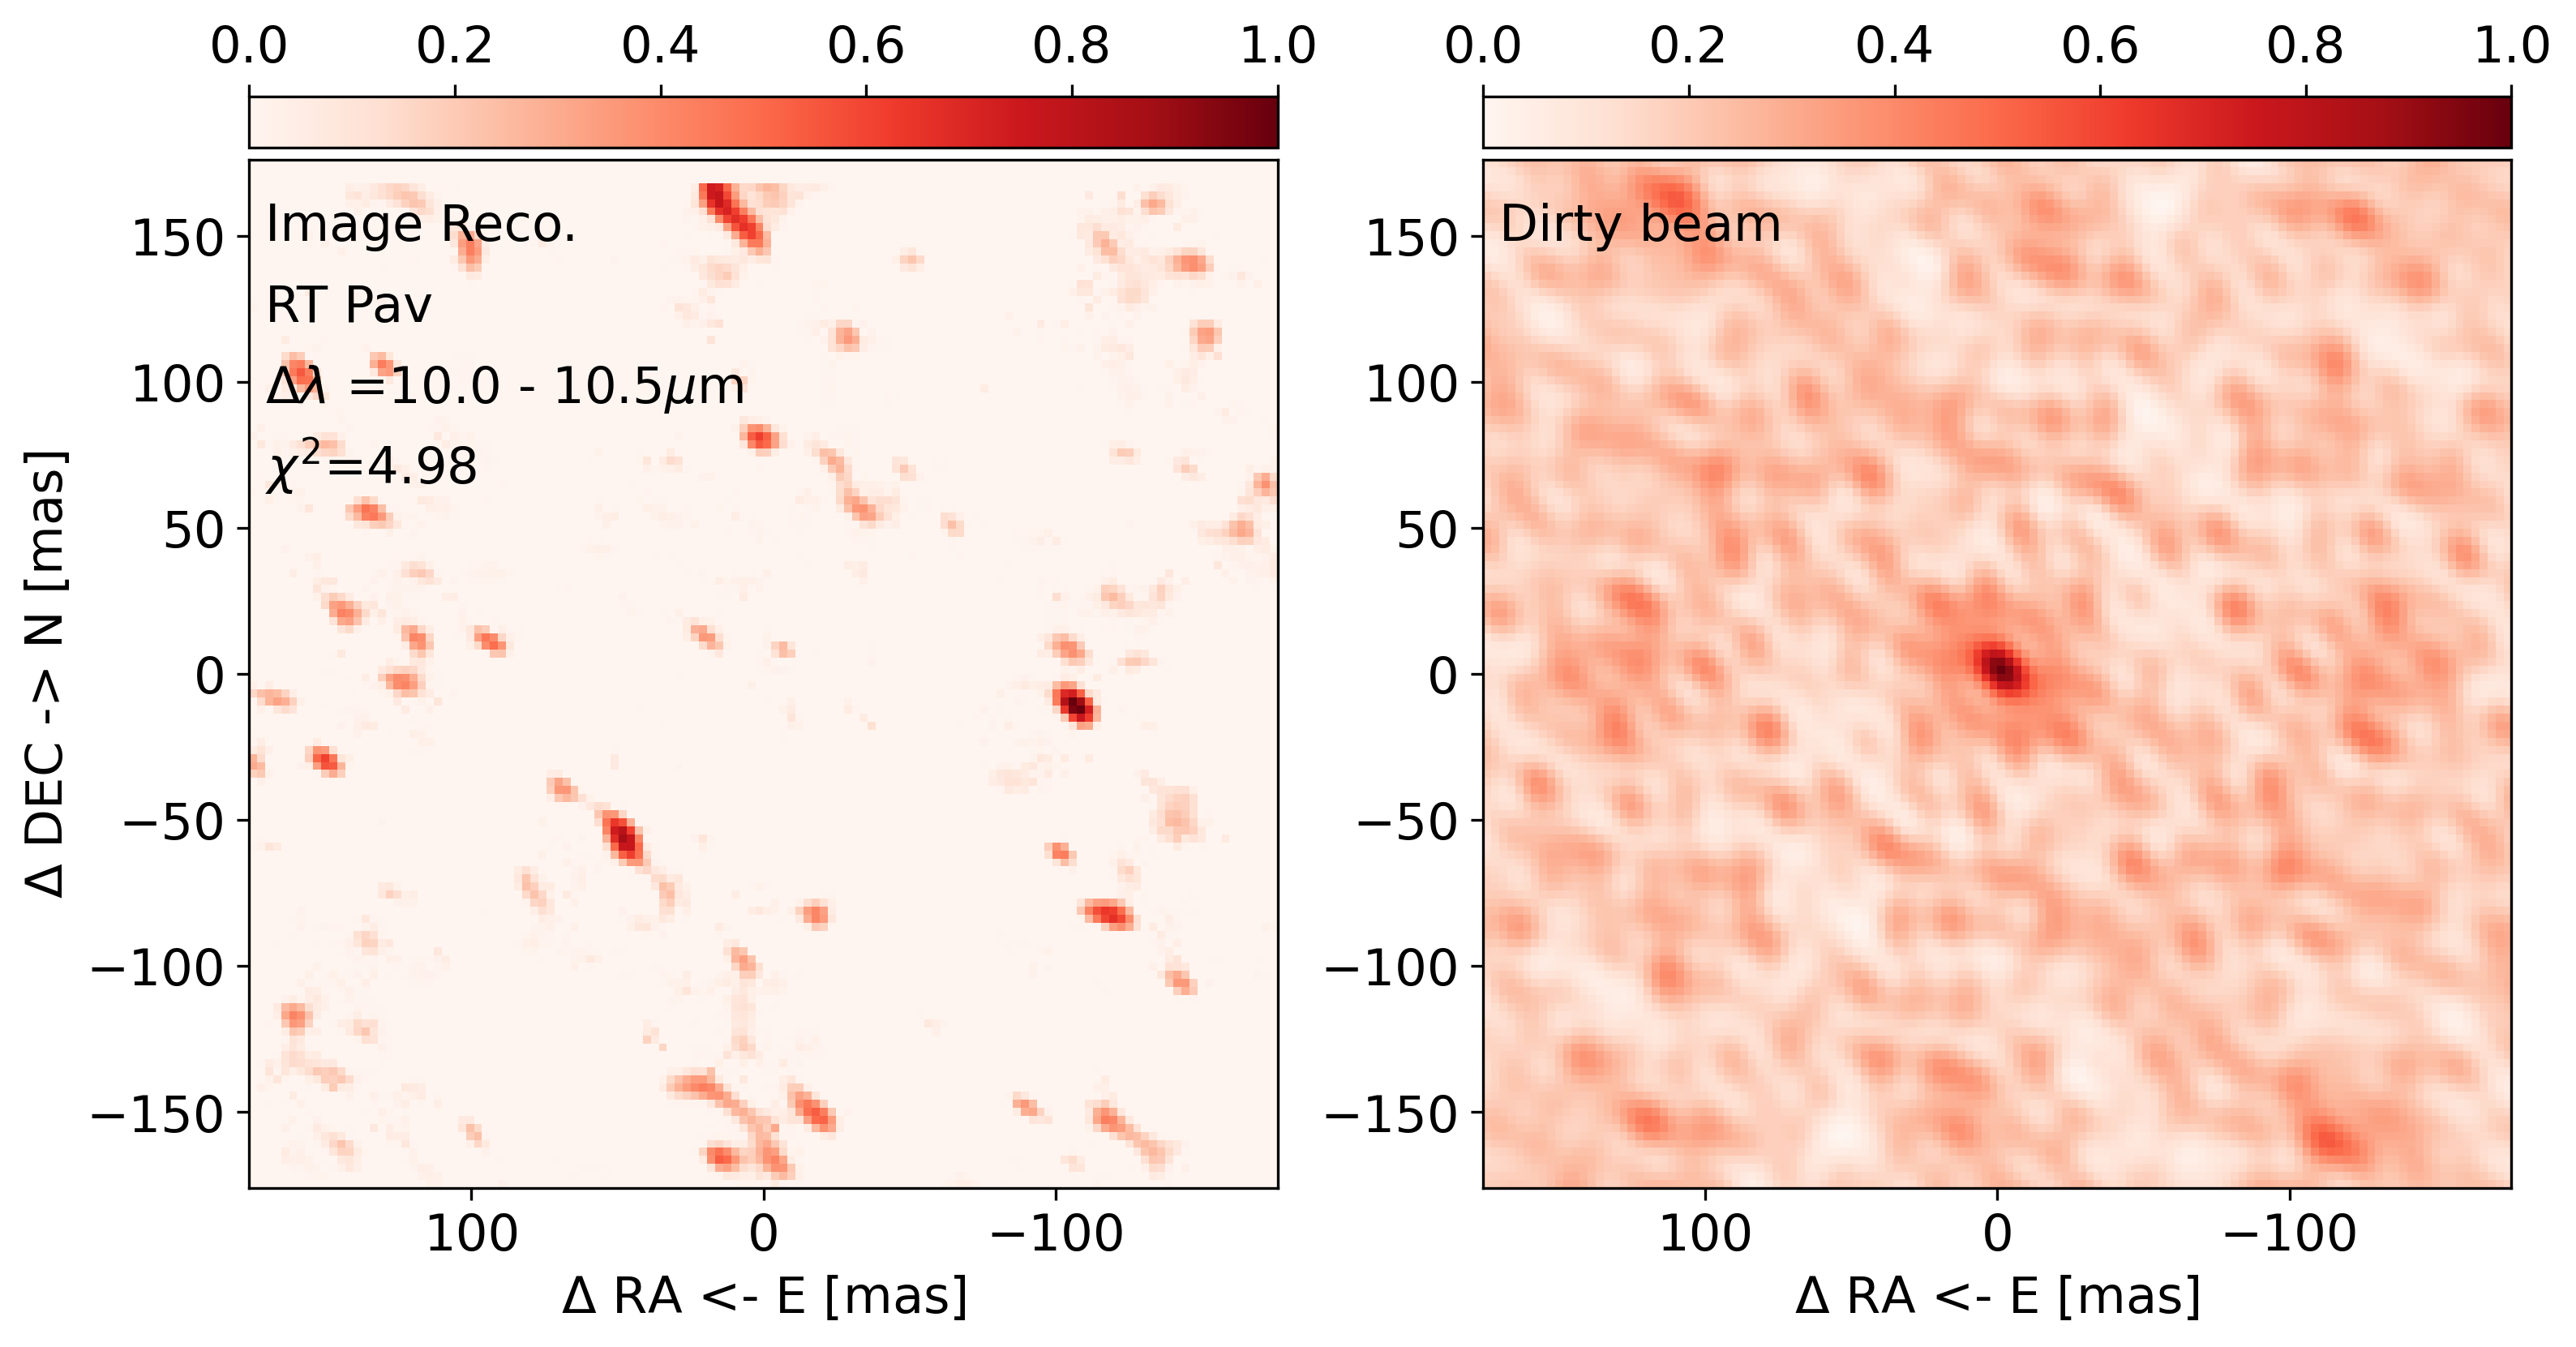 0.0 0.2 0.4 0.6 0.8 1.0
0.0 0.2 0.4 0.6 0.8 1.0
Image Reco.
RT Pav
Δλ =10.0 - 10.5μm
χ²=4.98
Dirty beam
150
100
50
0
−50
−100
−150
Δ DEC -> N [mas]
150
100
50
0
−50
−100
−150
100 0 −100
Δ RA <- E [mas]
100 0 −100
Δ RA <- E [mas]